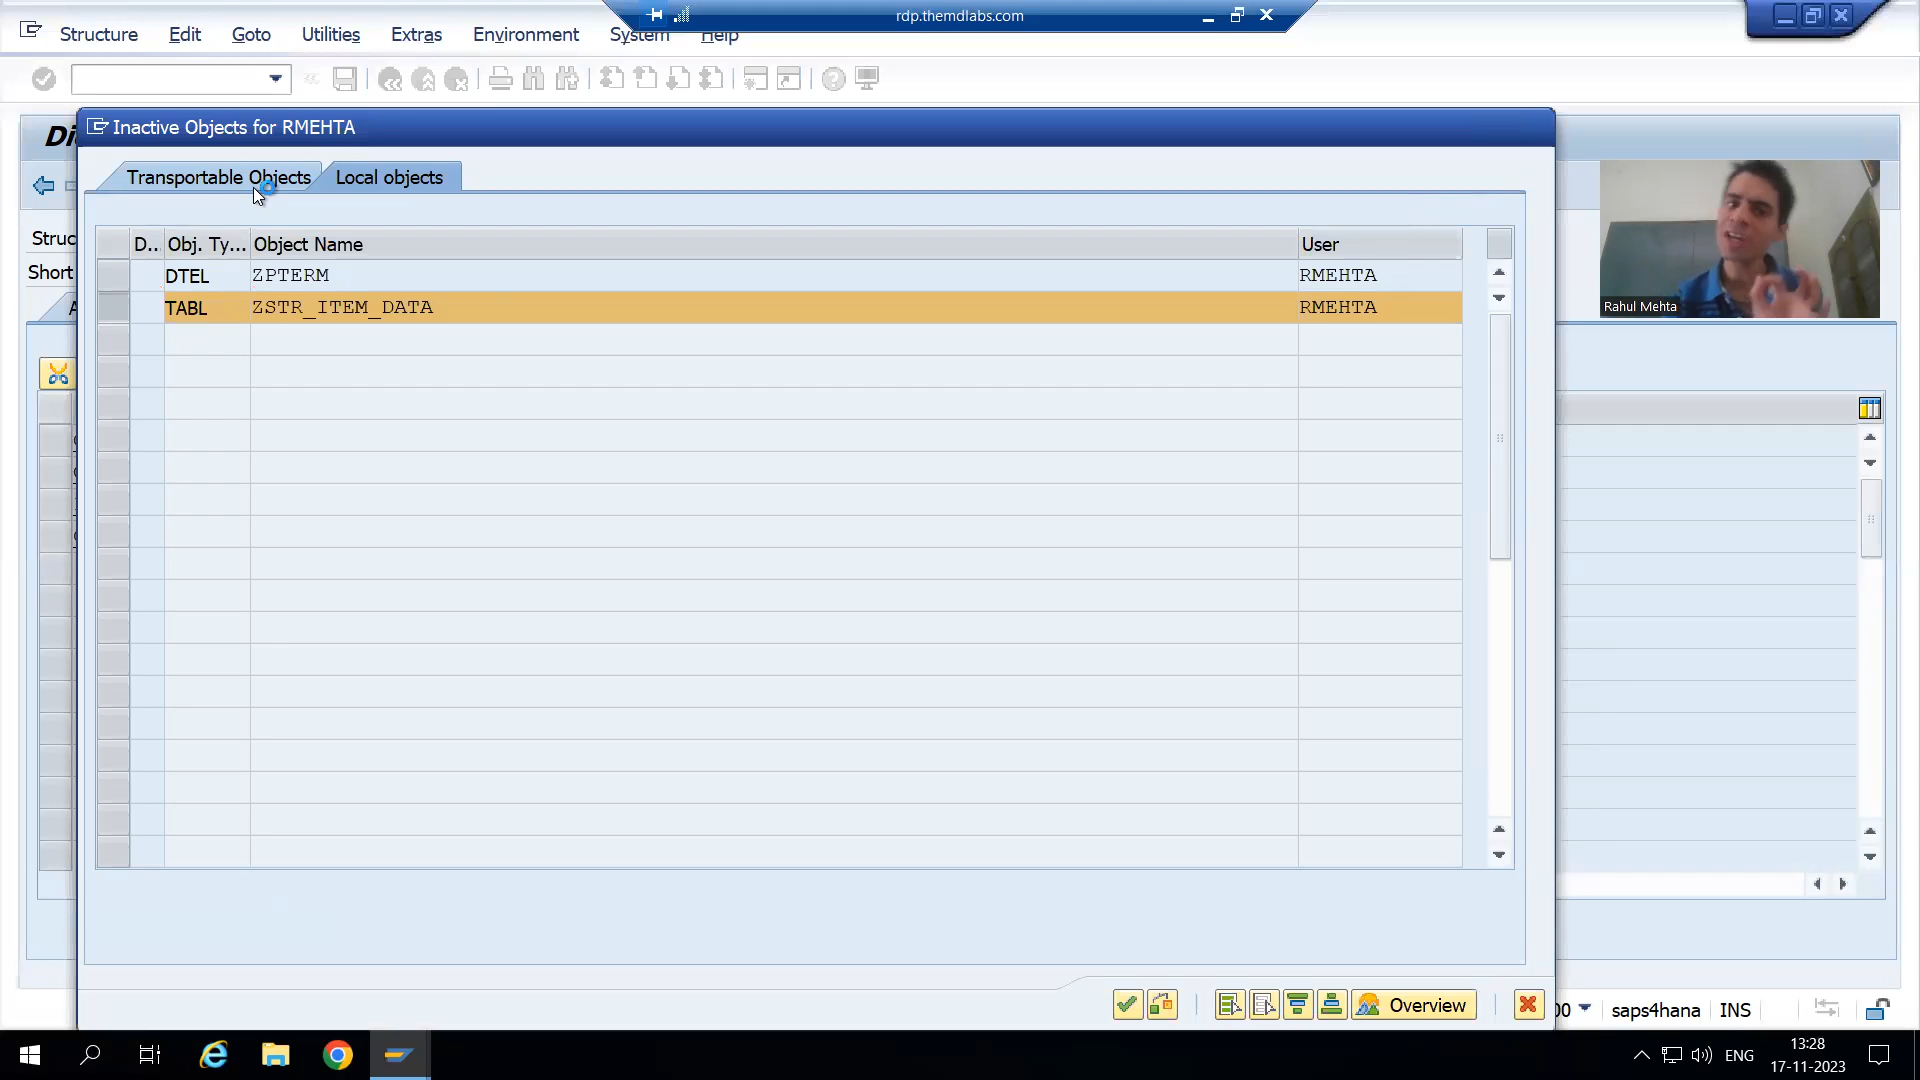 rdp.themdlabs.com
Structure Edit Goto Utilities Extras Environment System Help
Inactive Objects for RMEHTA
Transportable Objects Local objects
D.. Obj. Ty... Object Name User
DTEL ZPTERM RMEHTA
TABL ZSTR_ITEM_DATA RMEHTA
Di
Struc
Short
A
Rahul Mehta
Overview
00 saps4hana INS
ENG
13:28
17-11-2023